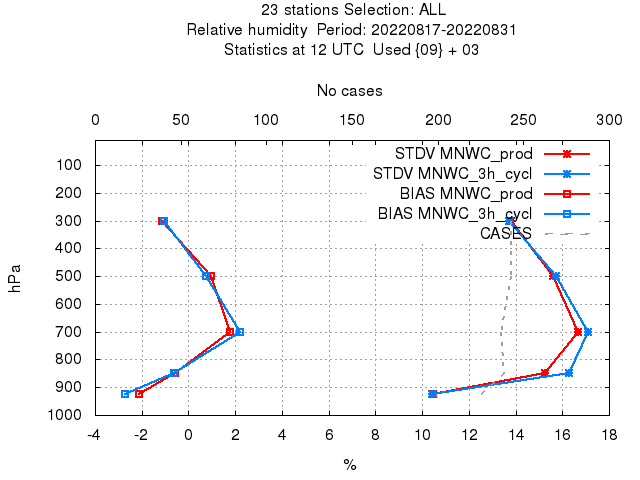 23 stations Selection: ALL
Relative humidity  Period: 20220817-20220831
Statistics at 12 UTC  Used {09} + 03
No cases
0 50 100 150 200 250 300
STDV MNWC_prod
STDV MNWC_3h_cycl
BIAS MNWC_prod
BIAS MNWC_3h_cycl
CASES
100
200
300
400
500
600
700
800
900
1000
hPa
-4 -2 0 2 4 6 8 10 12 14 16 18
%